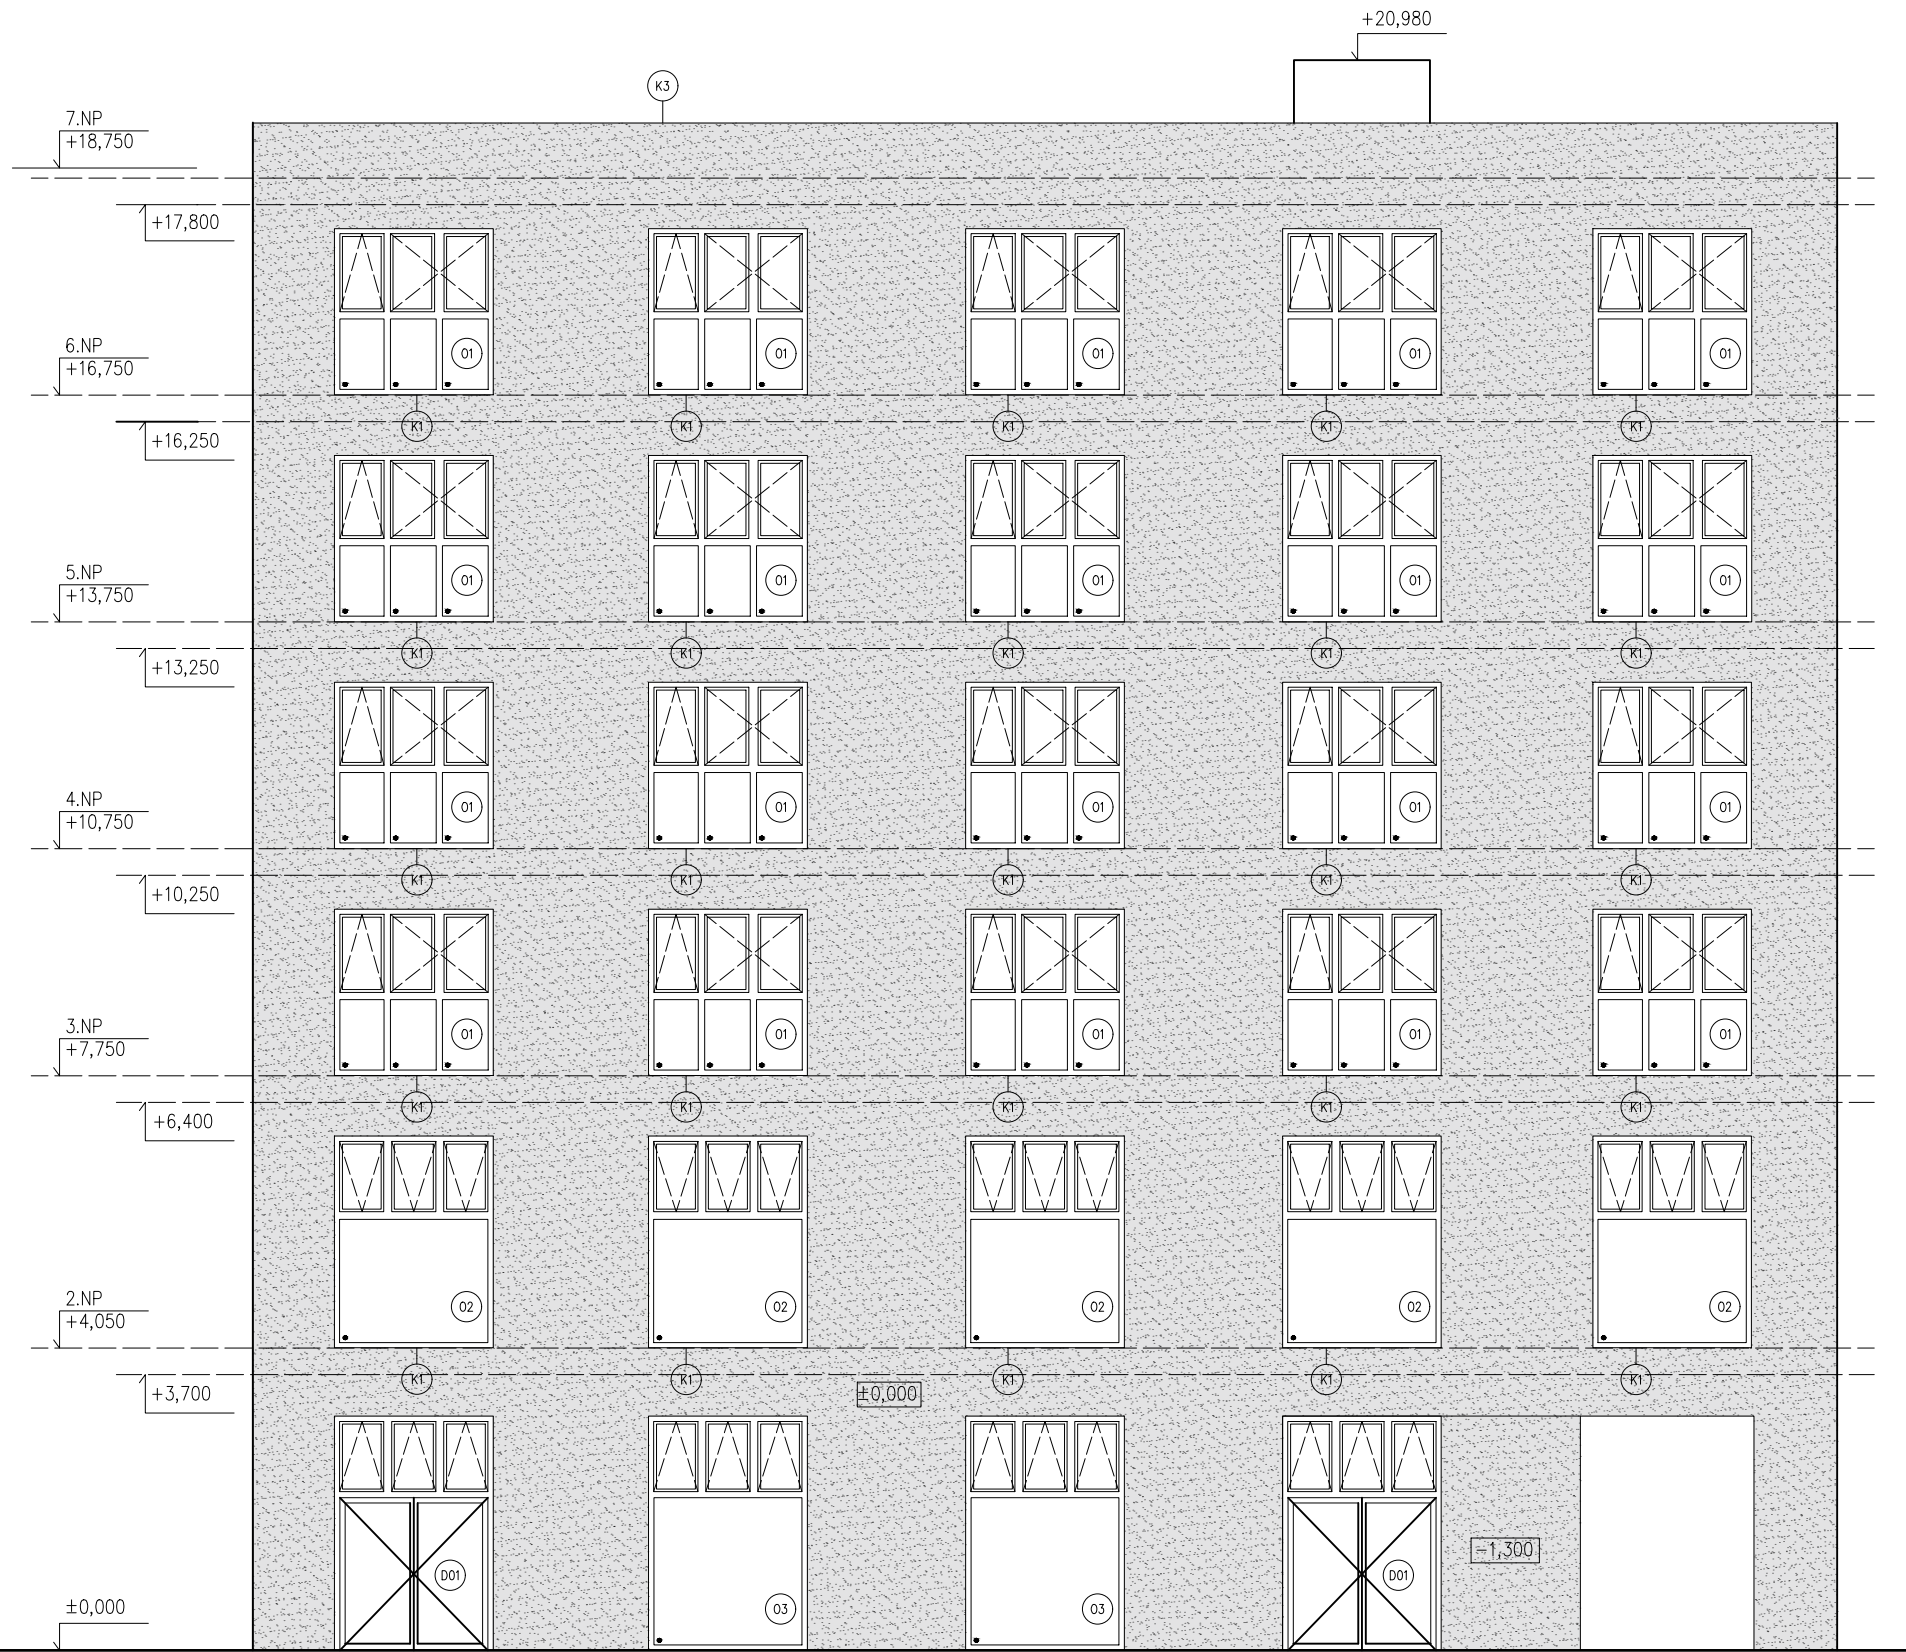 +20,980
K3
7.NP
+18,750
+17,800
6.NP
+16,750
01 01 01 01 01
K1 K1 K1 K1 K1
+16,250
5.NP
+13,750
01 01 01 01 01
K1 K1 K1 K1 K1
+13,250
4.NP
+10,750
01 01 01 01 01
K1 K1 K1 K1 K1
+10,250
3.NP
+7,750
01 01 01 01 01
K1 K1 K1 K1 K1
+6,400
2.NP
+4,050
02 02 02 02 02
K1 K1 K1 K1 K1
+3,700
±0,000
-1,300
D01 D01
03 03
±0,000